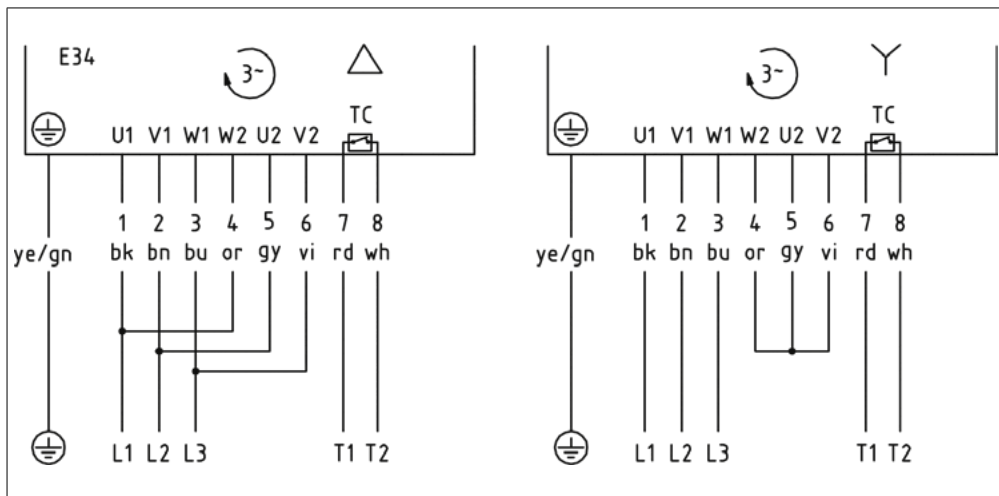 E34 3~
TC
U1 V1 W1 W2 U2 V2
1 2 3 4 5 6 7 8
ye/gn bk bn bu or gy vi rd wh
L1 L2 L3 T1 T2
3~
TC
U1 V1 W1 W2 U2 V2
1 2 3 4 5 6 7 8
ye/gn bk bn bu or gy vi rd wh
L1 L2 L3 T1 T2